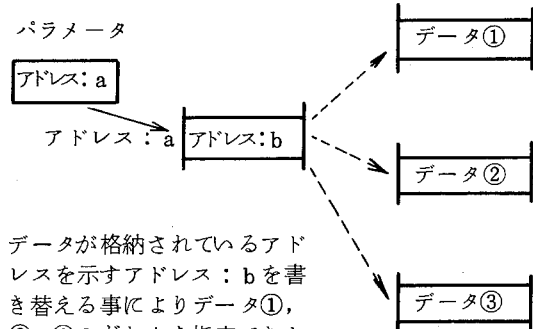 パラメータ
アドレス: a
アドレス : a
アドレス:b
データ①
データ②
データ③
データが格納されているアド
レスを示すアドレス : b を書
き替える事によりデータ①,